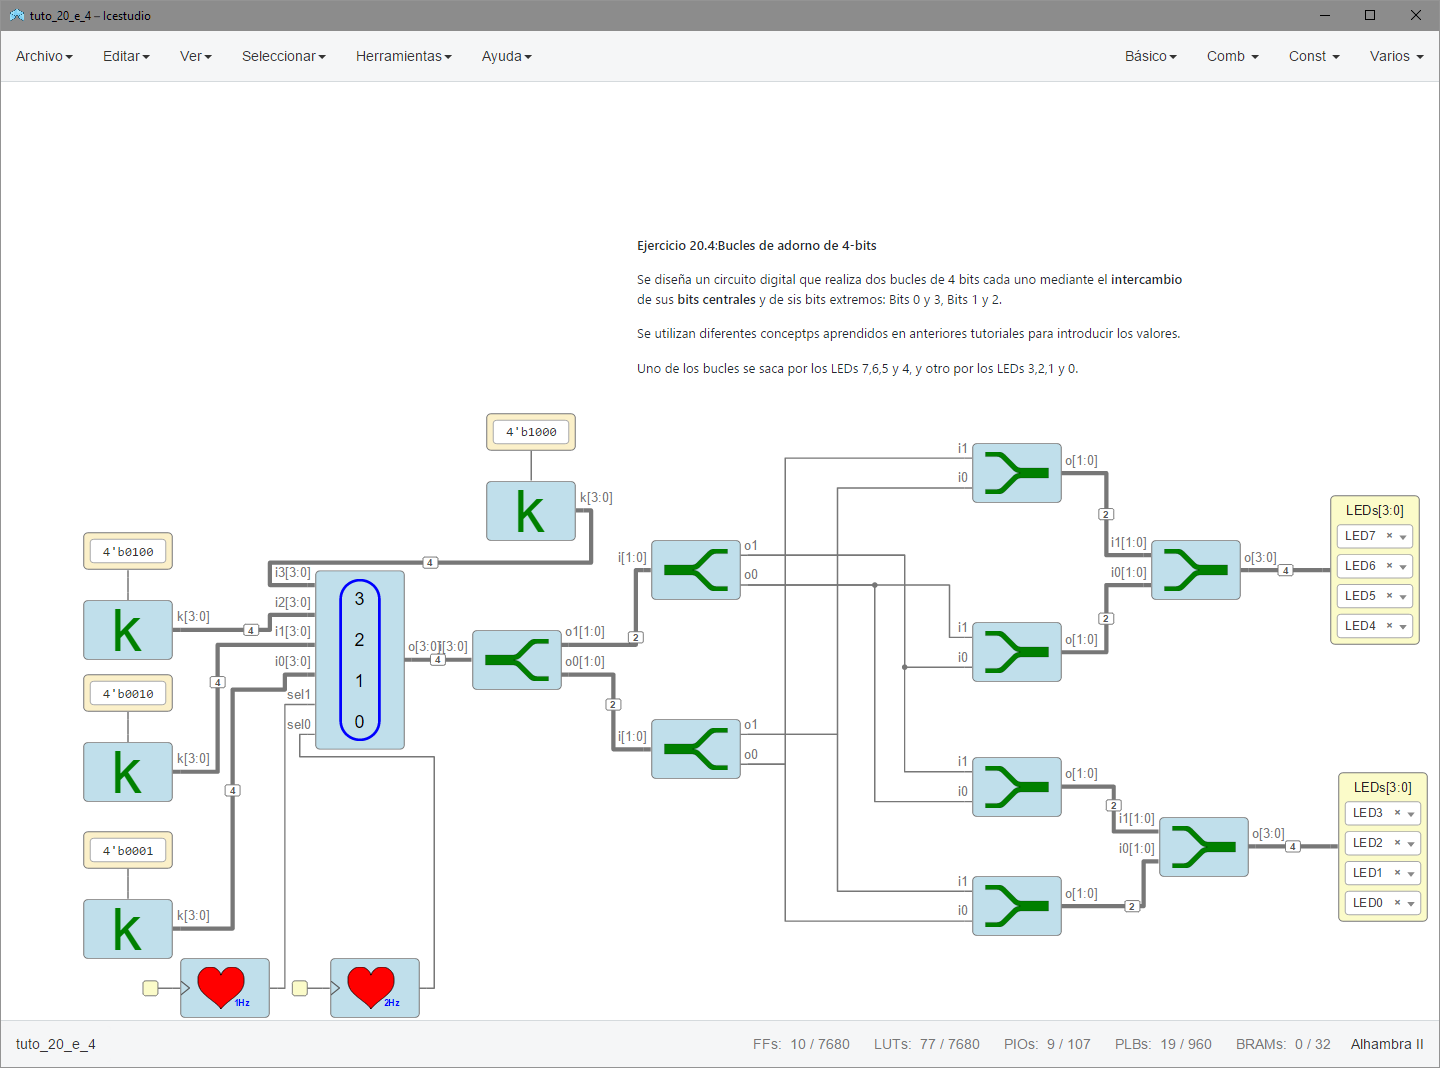 tuto_20_e_4 – Icestudio
Archivo Editar Ver Seleccionar Herramientas Ayuda Básico Comb Const Varios
Ejercicio 20.4:Bucles de adorno de 4-bits
Se diseña un circuito digital que realiza dos bucles de 4 bits cada uno mediante el intercambio
de sus bits centrales y de sis bits extremos: Bits 0 y 3, Bits 1 y 2.
Se utilizan diferentes conceptps aprendidos en anteriores tutoriales para introducir los valores.
Uno de los bucles se saca por los LEDs 7,6,5 y 4, y otro por los LEDs 3,2,1 y 0.
4'b1000
k
k[3:0]
4
4'b0100
k
k[3:0]
4
4'b0010
k
k[3:0]
4
4'b0001
k
k[3:0]
4
i3[3:0]
i2[3:0]
i1[3:0]
i0[3:0]
sel1
sel0
3
2
1
0
o[3:0]
i[3:0]
4
o1[1:0]
o0[1:0]
2
2
i[1:0]
o1
o0
i[1:0]
o1
o0
i1
i0
o[1:0]
2
i1
i0
o[1:0]
2
i1[1:0]
i0[1:0]
o[3:0]
4
LEDs[3:0]
LED7
LED6
LED5
LED4
i1
i0
o[1:0]
2
i1
i0
o[1:0]
2
i1[1:0]
i0[1:0]
o[3:0]
4
LEDs[3:0]
LED3
LED2
LED1
LED0
1Hz
2Hz
tuto_20_e_4 FFs: 10 / 7680 LUTs: 77 / 7680 PIOs: 9 / 107 PLBs: 19 / 960 BRAMs: 0 / 32 Alhambra II